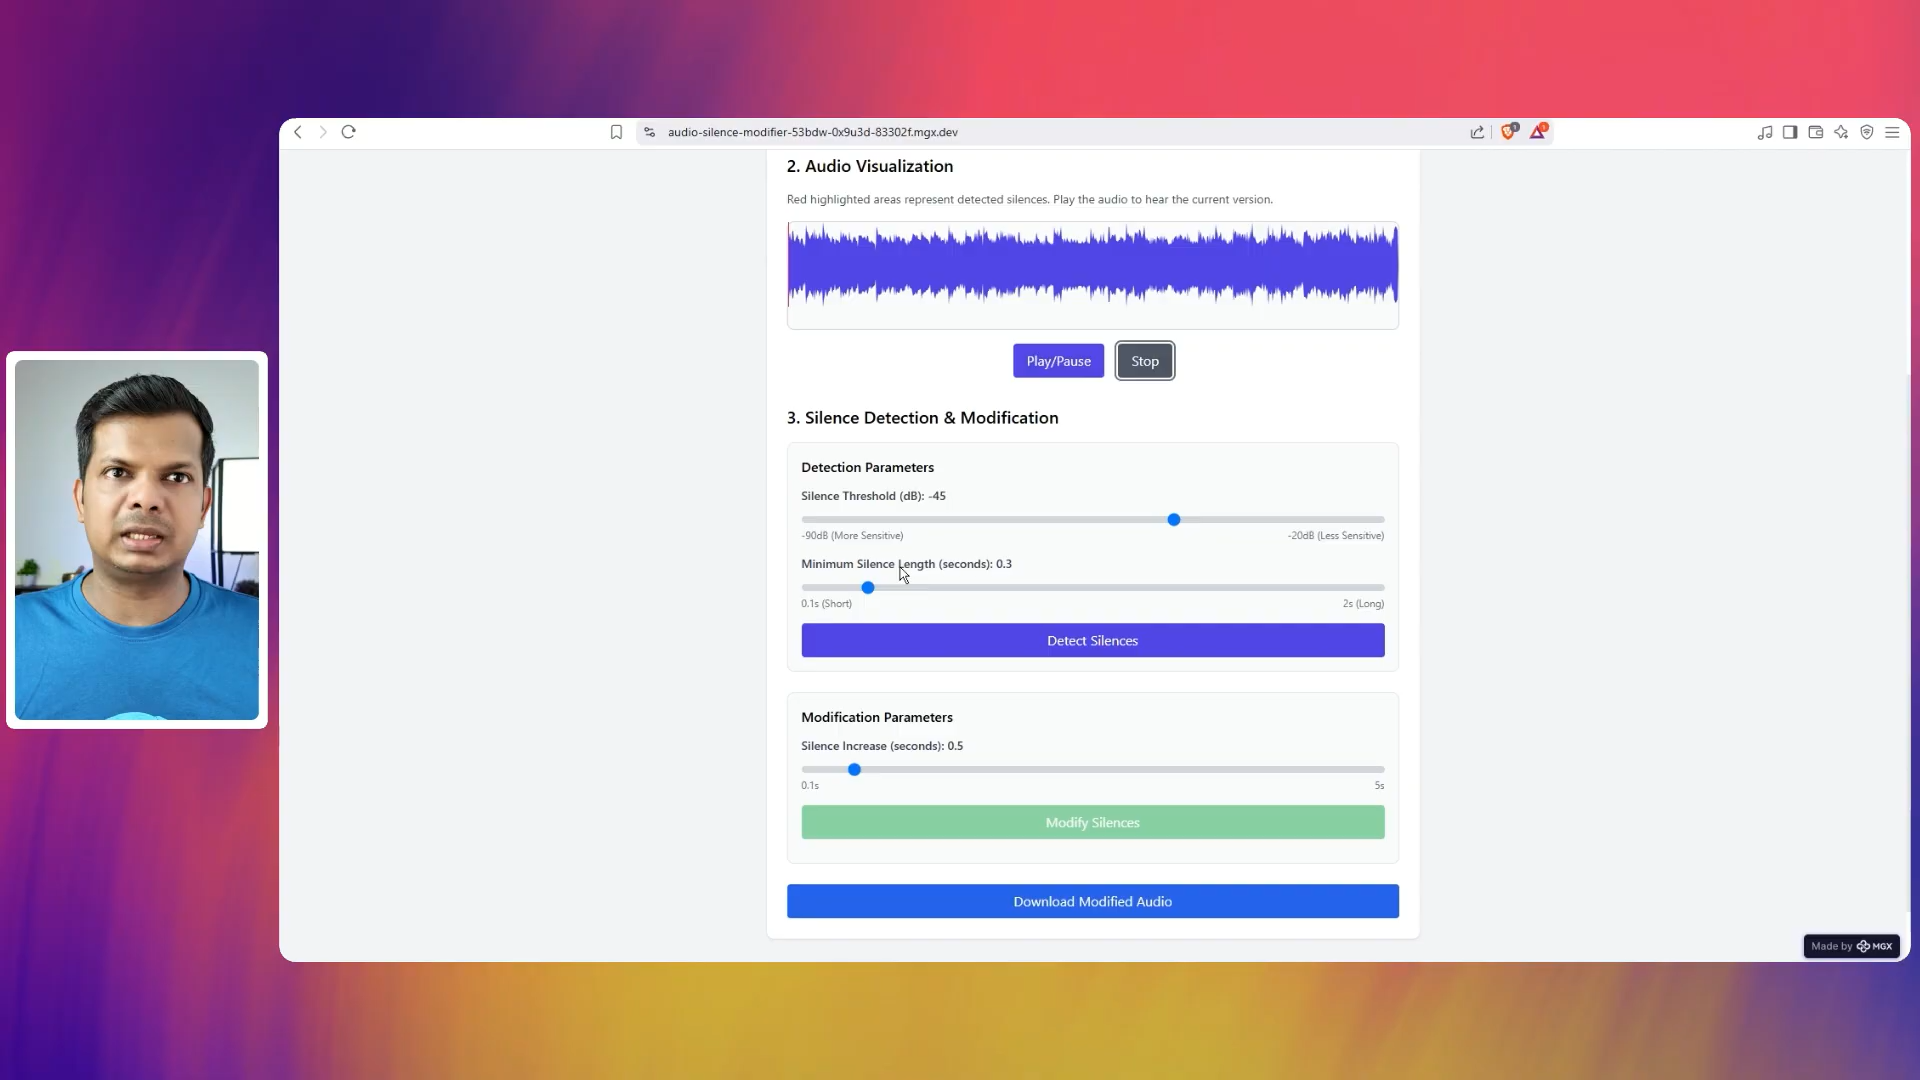 audio-silence-modifier-53bdw-0x9u3d-83302f.mgx.dev
2. Audio Visualization
Red highlighted areas represent detected silences. Play the audio to hear the current version.
Play/Pause
Stop
3. Silence Detection & Modification
Detection Parameters
Silence Threshold (dB): -45
-90dB (More Sensitive)
-20dB (Less Sensitive)
Minimum Silence Length (seconds): 0.3
0.1s (Short)
2s (Long)
Detect Silences
Modification Parameters
Silence Increase (seconds): 0.5
0.1s
5s
Modify Silences
Download Modified Audio
Made by MGX